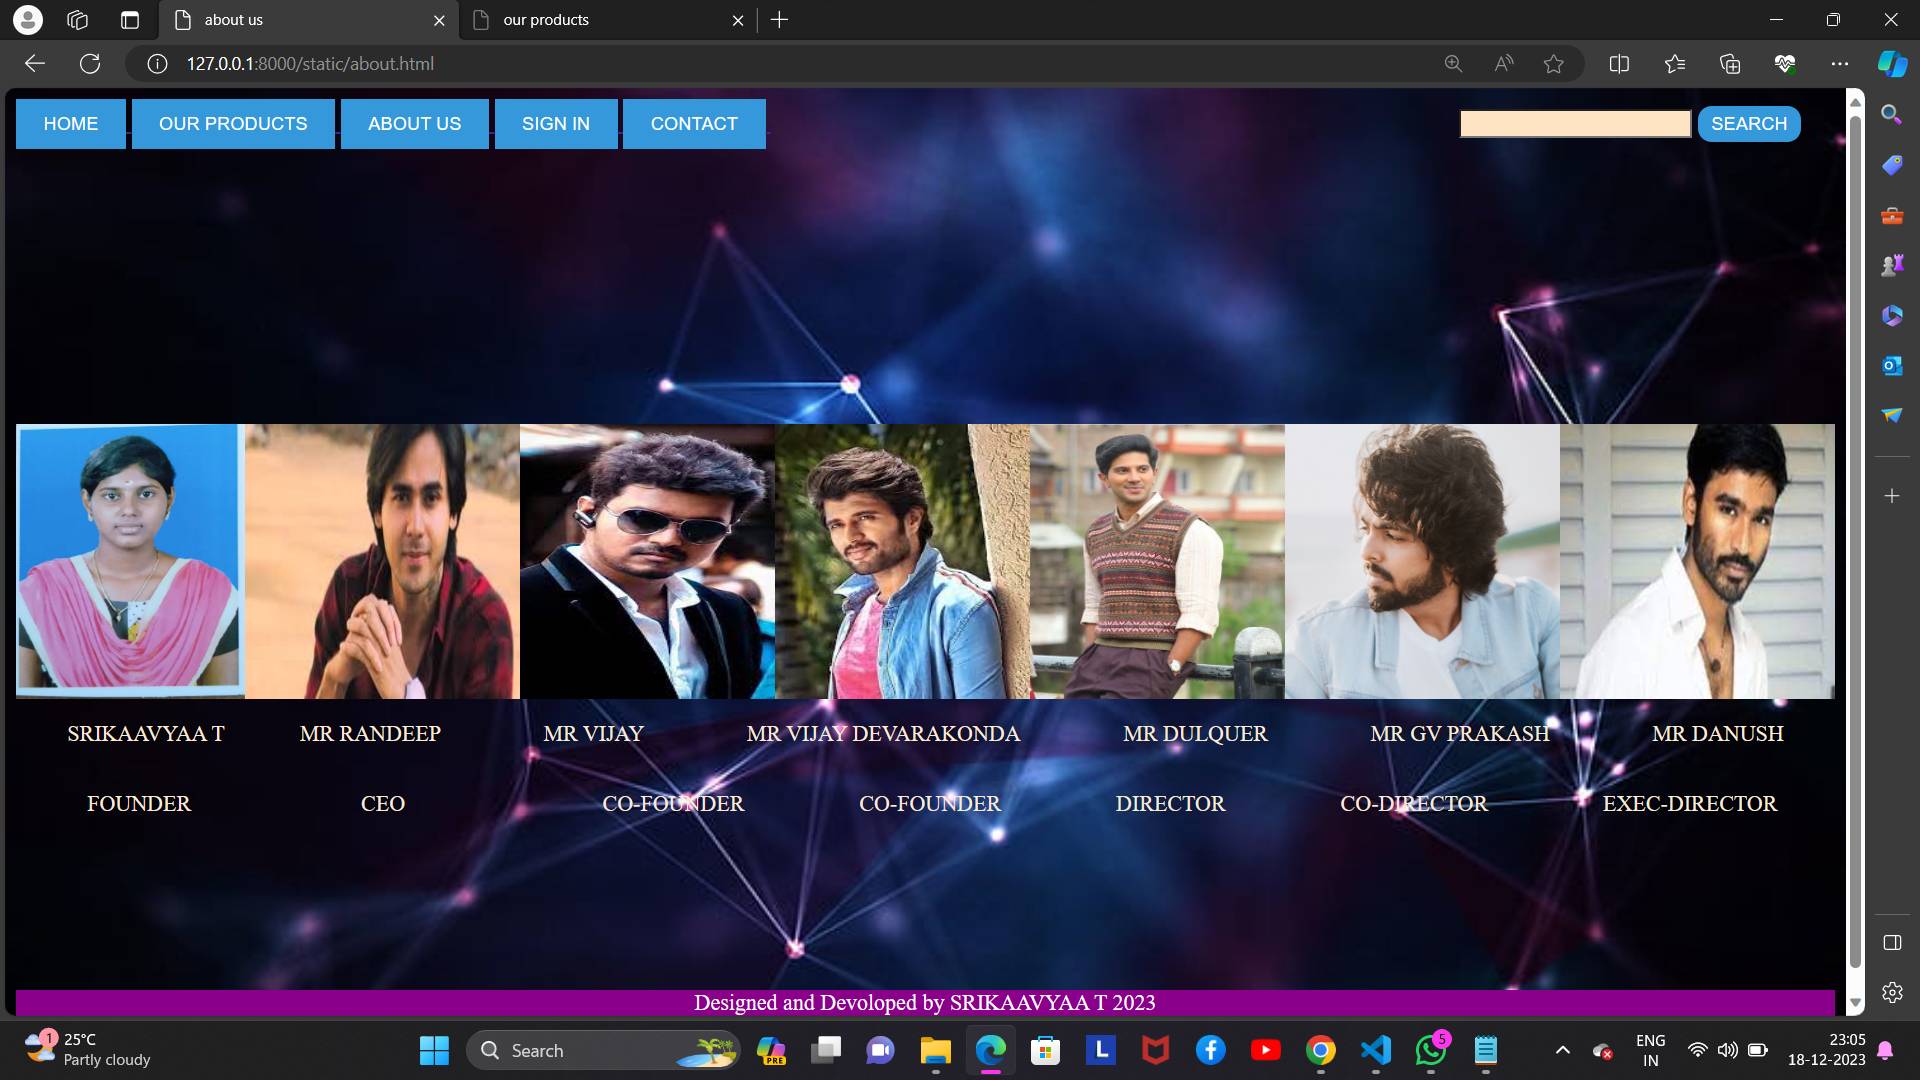 about us
our products
127.0.0.1:8000/static/about.html
HOME
OUR PRODUCTS
ABOUT US
SIGN IN
CONTACT
SEARCH
SRIKAAVYAA T
MR RANDEEP
MR VIJAY
MR VIJAY DEVARAKONDA
MR DULQUER
MR GV PRAKASH
MR DANUSH
FOUNDER
CEO
CO-FOUNDER
CO-FOUNDER
DIRECTOR
CO-DIRECTOR
EXEC-DIRECTOR
Designed and Devoloped by SRIKAAVYAA T 2023
1
25°C
Partly cloudy
Search
PRE
L
5
ENG
IN
23:05
18-12-2023